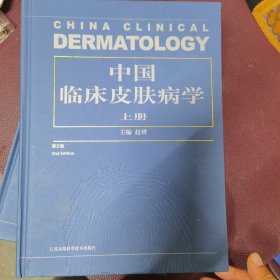 CHINA CLINICAL
DERMATOLOGY
中国
临床皮肤病学
上册
主编 赵辨
第2版
2nd Edition
江苏凤凰科学技术出版社